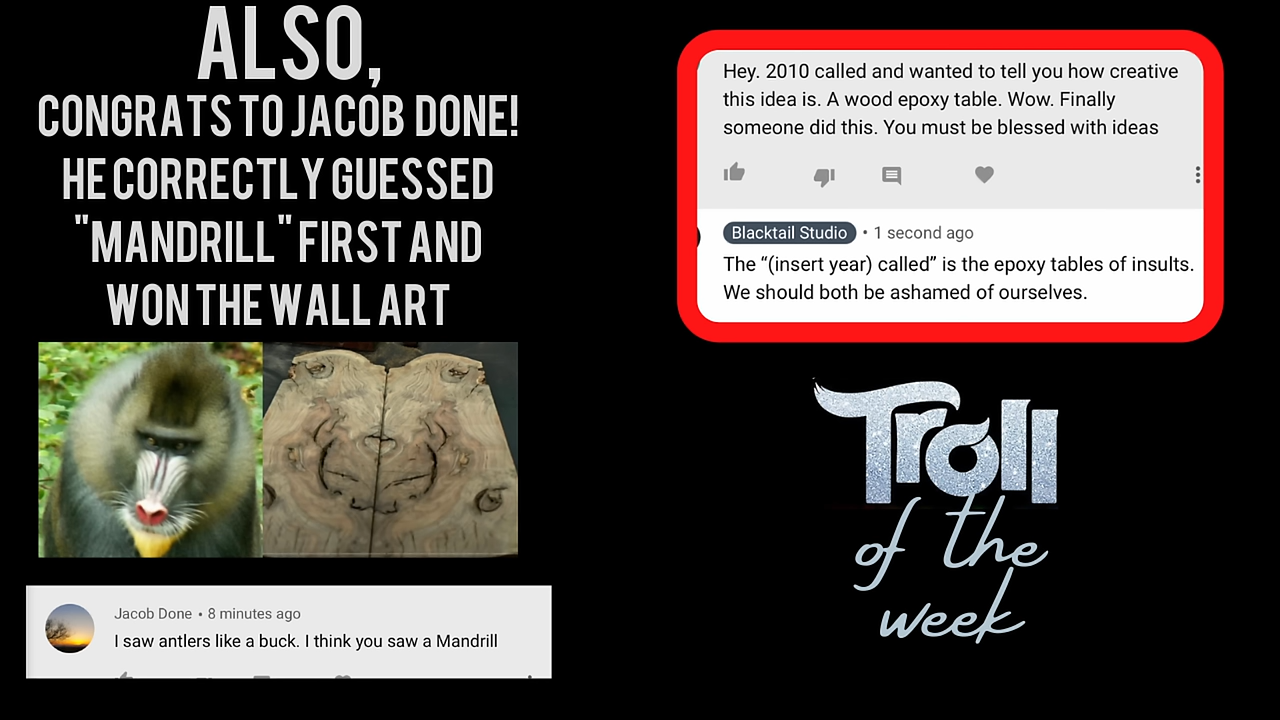 ALSO,
CONGRATS TO JACOB DONE!
HE CORRECTLY GUESSED
"MANDRILL" FIRST AND
WON THE WALL ART
Jacob Done • 8 minutes ago
I saw antlers like a buck. I think you saw a Mandrill
Hey. 2010 called and wanted to tell you how creative
this idea is. A wood epoxy table. Wow. Finally
someone did this. You must be blessed with ideas
Blacktail Studio • 1 second ago
The “(insert year) called” is the epoxy tables of insults.
We should both be ashamed of ourselves.
Troll
of the
week